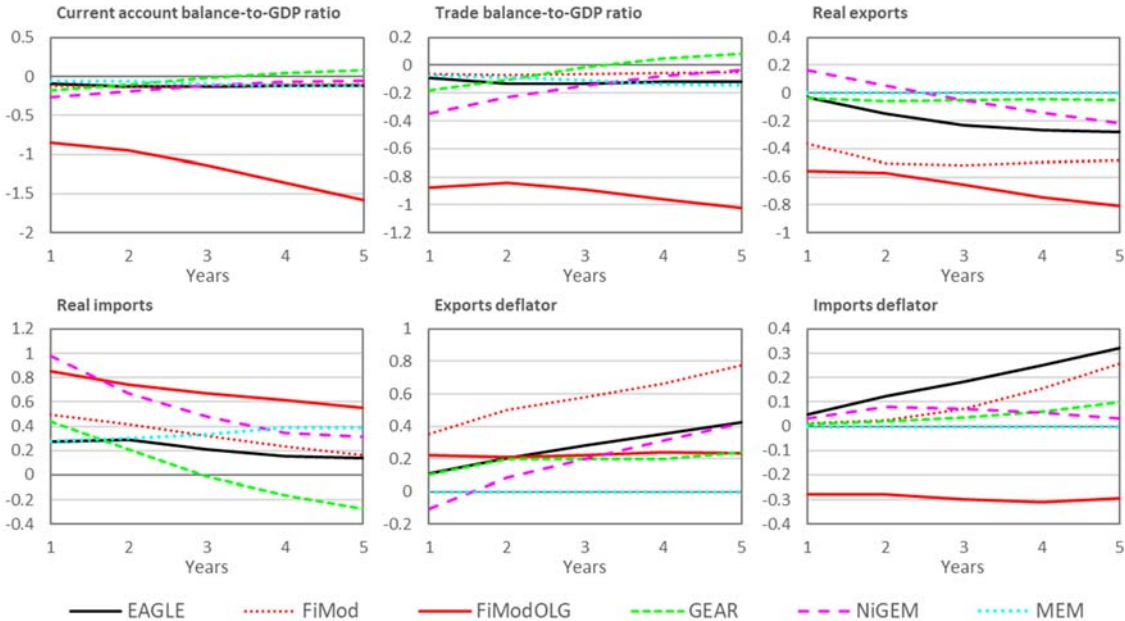 Current account balance-to-GDP ratio
0.5
0
-0.5
-1
-1.5
-2
1 2 3 4 5
Years
Trade balance-to-GDP ratio
0.2
0
-0.2
-0.4
-0.6
-0.8
-1
-1.2
1 2 3 4 5
Years
Real exports
0.4
0.2
0
-0.2
-0.4
-0.6
-0.8
-1
1 2 3 4 5
Years
Real imports
1.2
1
0.8
0.6
0.4
0.2
0
-0.2
-0.4
1 2 3 4 5
Years
Exports deflator
1
0.8
0.6
0.4
0.2
0
-0.2
1 2 3 4 5
Years
Imports deflator
0.4
0.3
0.2
0.1
0
-0.1
-0.2
-0.3
-0.4
1 2 3 4 5
Years
EAGLE FiMod FiModOLG GEAR NiGEM MEM